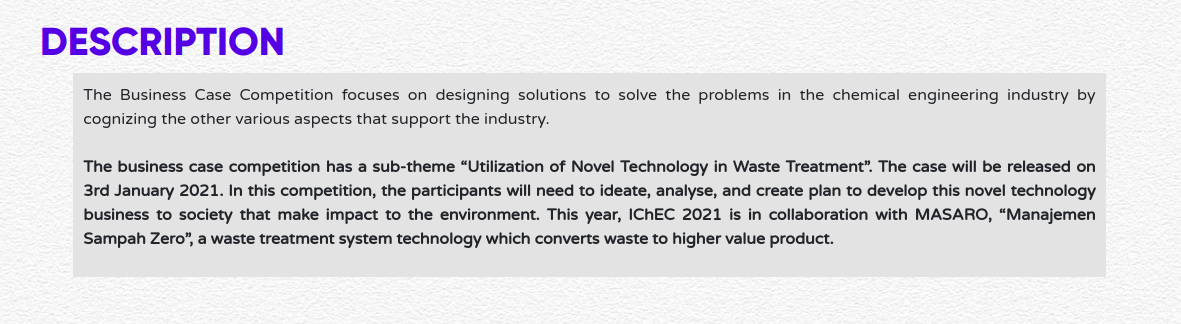 DESCRIPTION
The Business Case Competition focuses on designing solutions to solve the problems in the chemical engineering industry by
cognizing the other various aspects that support the industry.
The business case competition has a sub-theme “Utilization of Novel Technology in Waste Treatment”. The case will be released on
3rd January 2021. In this competition, the participants will need to ideate, analyse, and create plan to develop this novel technology
business to society that make impact to the environment. This year, IChEC 2021 is in collaboration with MASARO, “Manajemen
Sampah Zero”, a waste treatment system technology which converts waste to higher value product.